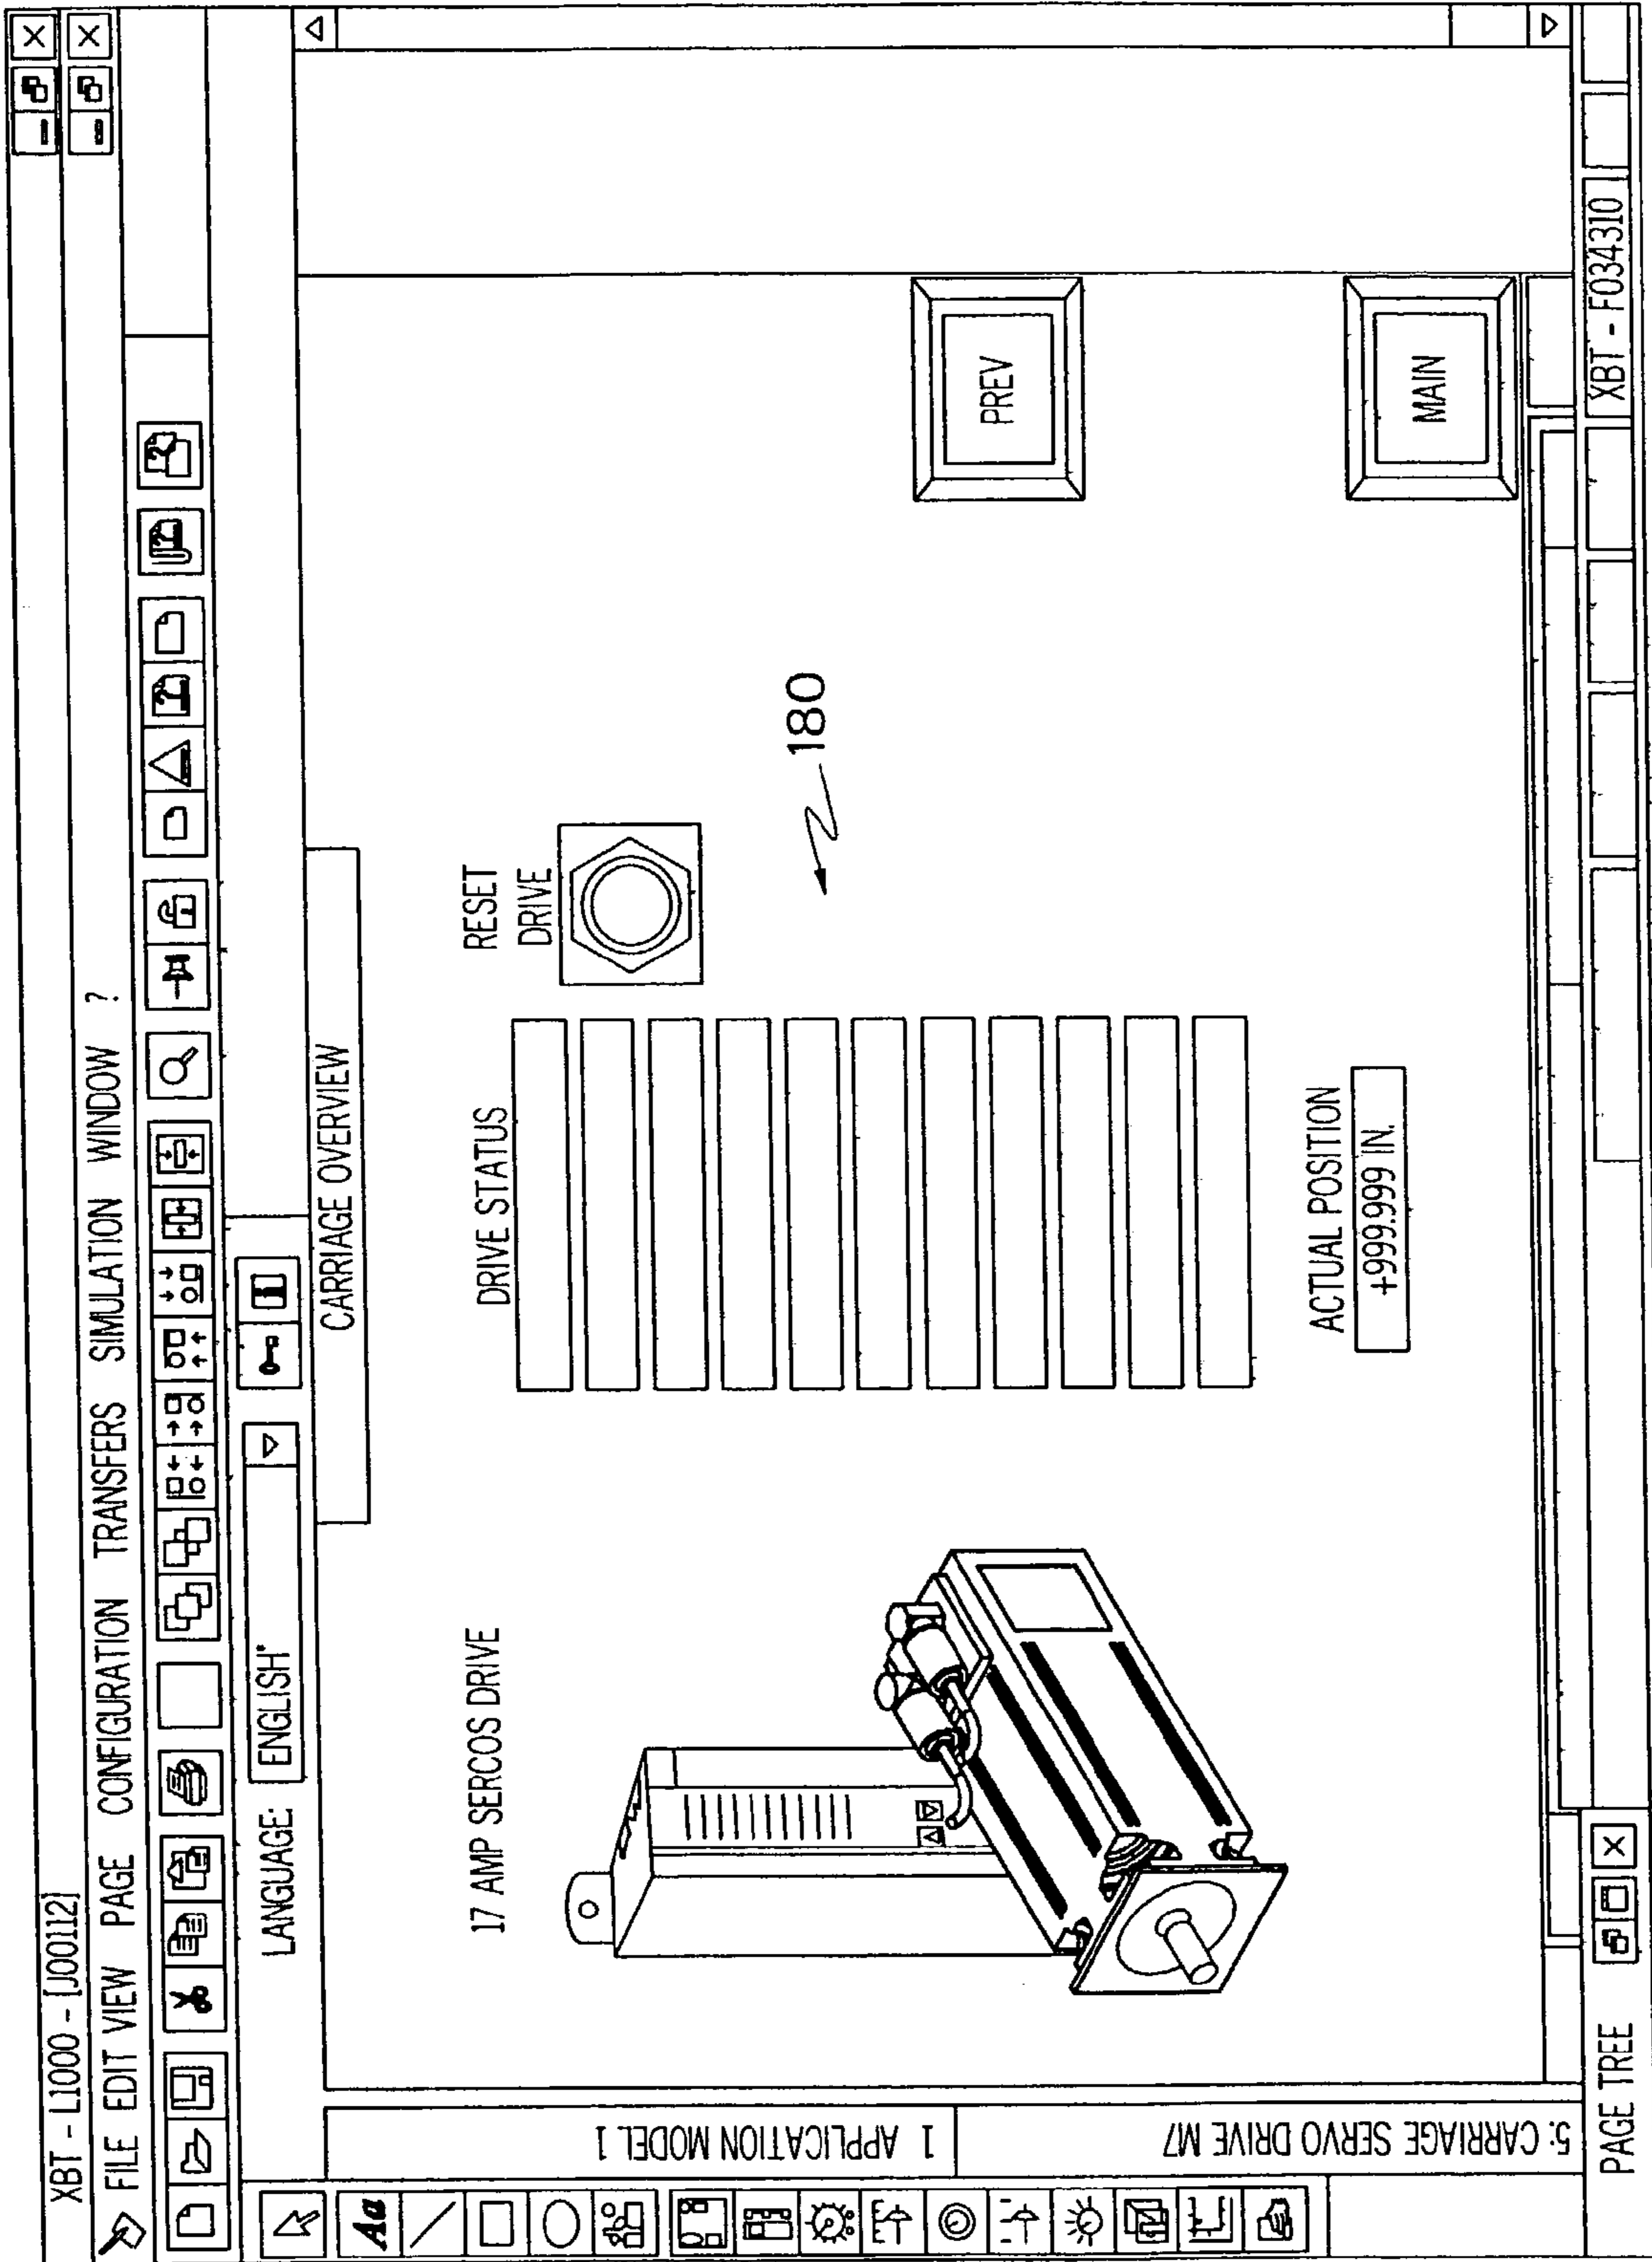 XBT - L1000 - [J00112]
FILE EDIT VIEW PAGE CONFIGURATION TRANSFERS SIMULATION WINDOW ?
LANGUAGE: ENGLISH*
CARRIAGE OVERVIEW
Aa
1 APPLICATION MODEL 1
5: CARRIAGE SERVO DRIVE M7
17 AMP SERCOS DRIVE
DRIVE STATUS
RESET
DRIVE
180
ACTUAL POSITION
+999.999 IN.
PREV
MAIN
PAGE TREE
XBT - F034310